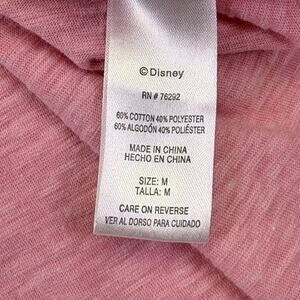 ©Disney
RN # 76292
60% COTTON 40% POLYESTER
60% ALGODÓN 40% POLIÉSTER
MADE IN CHINA
HECHO EN CHINA
SIZE: M
TALLA: M
CARE ON REVERSE
VER AL DORSO PARA CUIDADO